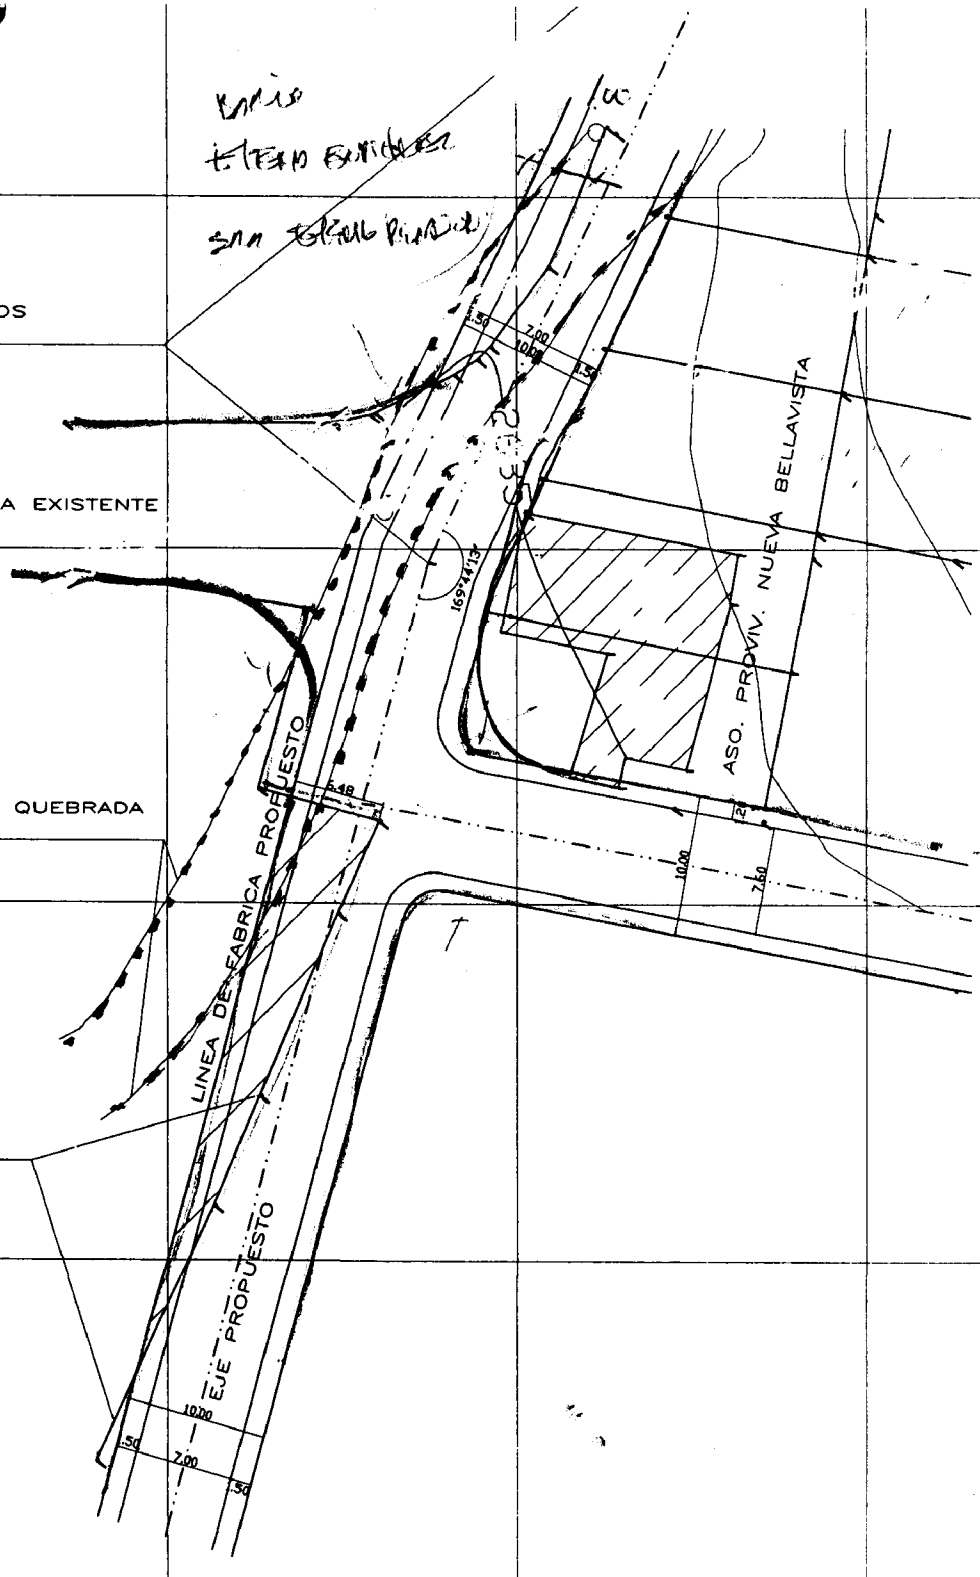 OS
1.50
7.00
10.00
1.50
A EXISTENTE
169°44'13"
ASO. PROVIV. NUEVA BELLAVISTA
QUEBRADA
5.48
LINEA DE FABRICA PROPUESTO
1.20
10.00
7.60
EJE PROPUESTO
10.00
1.50
7.00
1.50